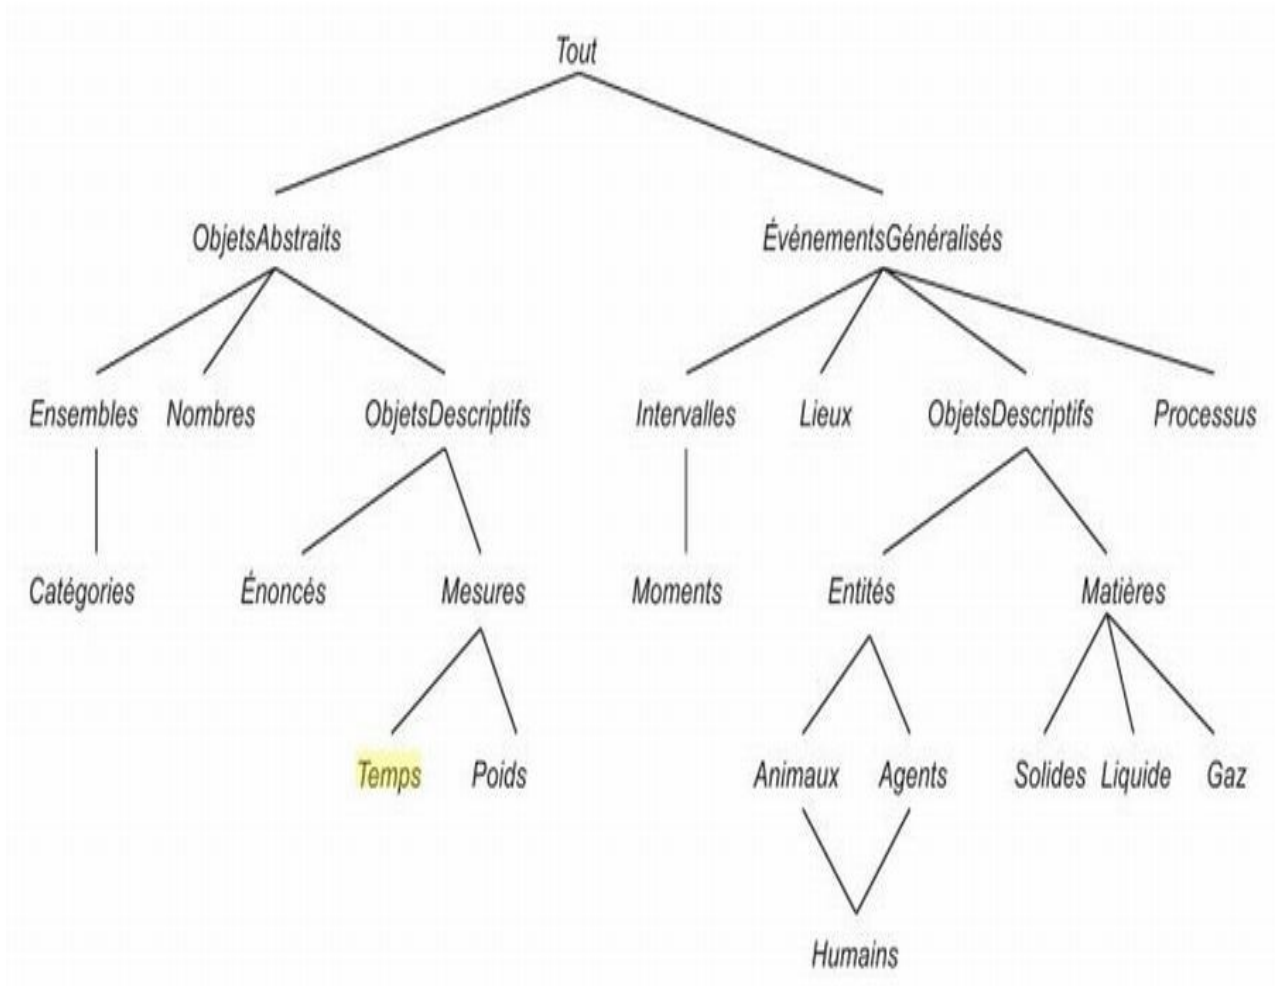 Tout
ObjetsAbstraits ÉvénementsGénéralisés
Ensembles Nombres ObjetsDescriptifs Intervalles Lieux ObjetsDescriptifs Processus
Catégories Énoncés Mesures Moments Entités Matières
Temps Poids Animaux Agents Solides Liquide Gaz
Humains